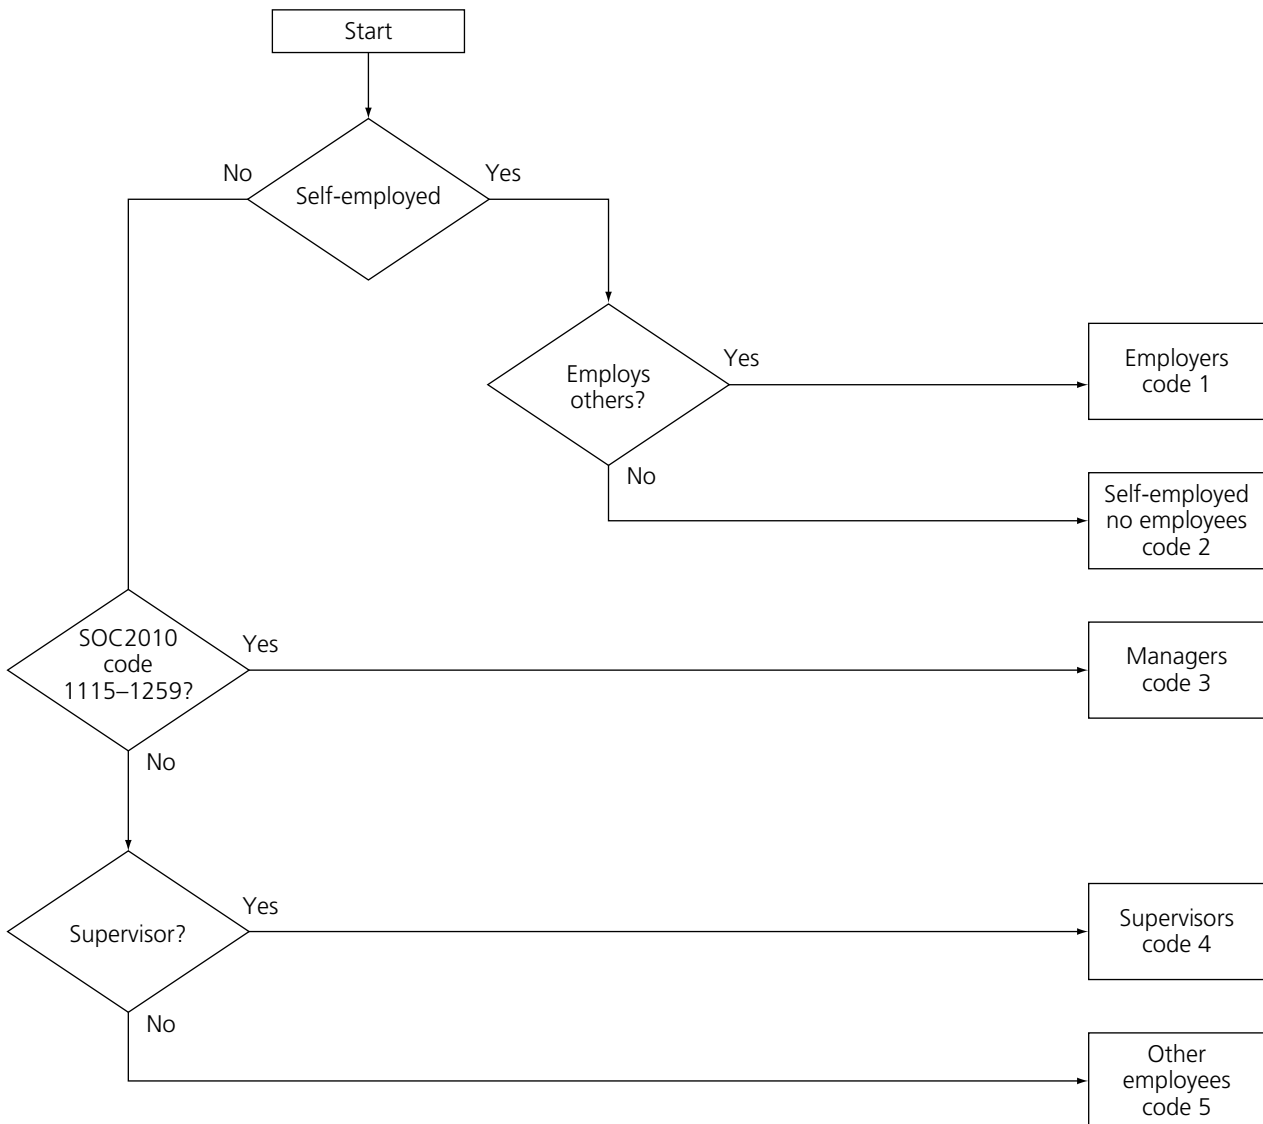 Start
No
Yes
Self-employed
Employs
others?
Yes
Employers
code 1
No
Self-employed
no employees
code 2
SOC2010
code
1115–1259?
Yes
Managers
code 3
No
Supervisor?
Yes
Supervisors
code 4
No
Other
employees
code 5